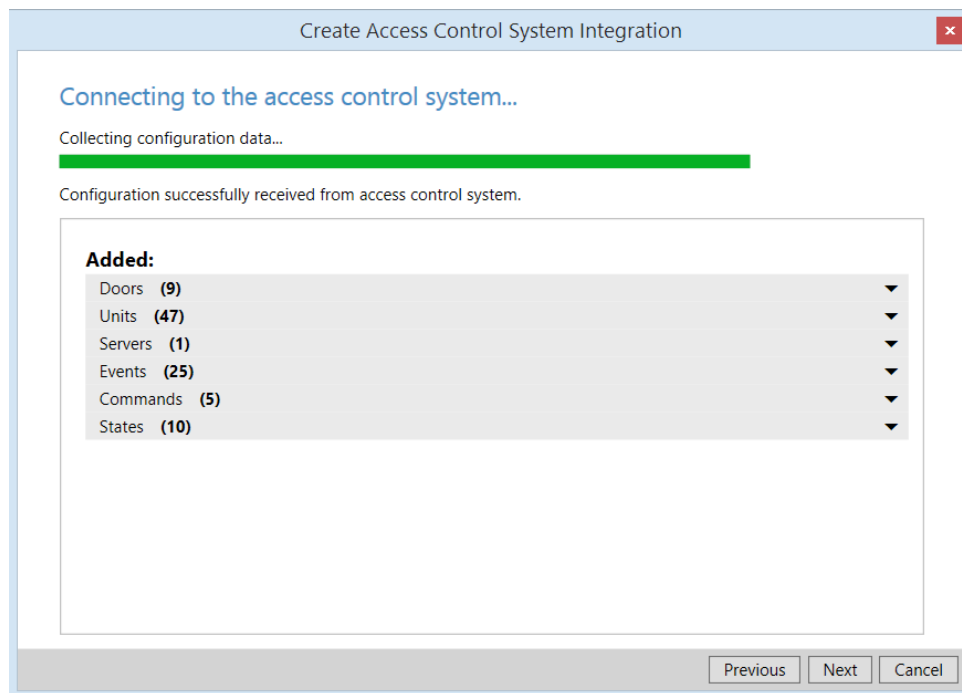 Create Access Control System Integration
Connecting to the access control system...
Collecting configuration data...
Configuration successfully received from access control system.
Added:
Doors (9)
Units (47)
Servers (1)
Events (25)
Commands (5)
States (10)
Previous Next Cancel